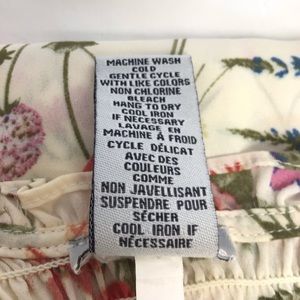 MACHINE WASH
COLD
GENTLE CYCLE
WITH LIKE COLORS
NON CHLORINE
BLEACH
HANG TO DRY
COOL IRON
IF NECESSARY
LAVAGE EN
MACHINE À FROID
CYCLE DÉLICAT
AVEC DES
COULEURS
COMME
NON JAVELLISANT
SUSPENDRE POUR
SÉCHER
COOL IRON IF
NÉCESSAIRE